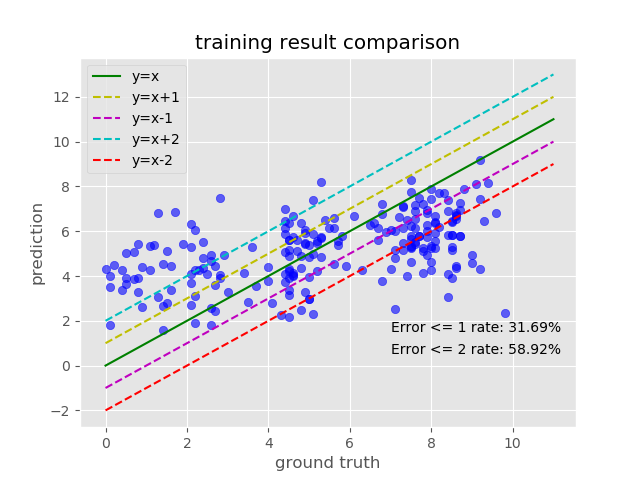 training result comparison
y=x
y=x+1
y=x-1
y=x+2
y=x-2
12
10
8
6
4
2
0
−2
prediction
Error <= 1 rate: 31.69%
Error <= 2 rate: 58.92%
0 2 4 6 8 10
ground truth